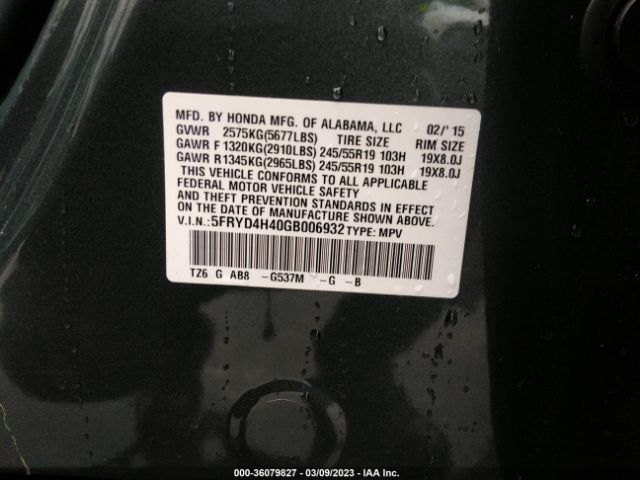 MFD. BY HONDA MFG. OF ALABAMA, LLC 02/' 15
GVWR 2575KG(5677LBS) TIRE SIZE RIM SIZE
GAWR F 1320KG(2910LBS) 245/55R19 103H 19X8.0J
GAWR R1345KG(2965LBS) 245/55R19 103H 19X8.0J
THIS VEHICLE CONFORMS TO ALL APPLICABLE
FEDERAL MOTOR VEHICLE SAFETY
AND THEFT PREVENTION STANDARDS IN EFFECT
ON THE DATE OF MANUFACTURE SHOWN ABOVE.
V.I.N.:5FRYD4H40GB006932 TYPE: MPV
TZ6 G AB8 -G537M -G -B
000-36079827 / 03/09/2023 - IAA Inc.